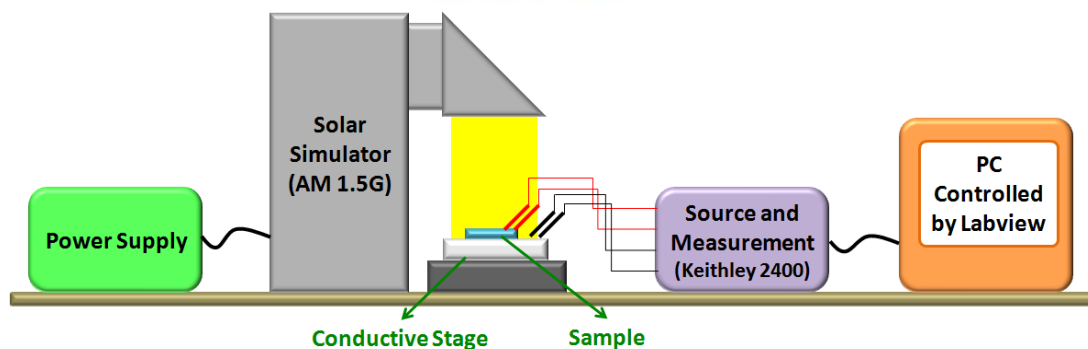 Power Supply
Solar
Simulator
(AM 1.5G)
Source and
Measurement
(Keithley 2400)
PC
Controlled
by Labview
Conductive Stage
Sample